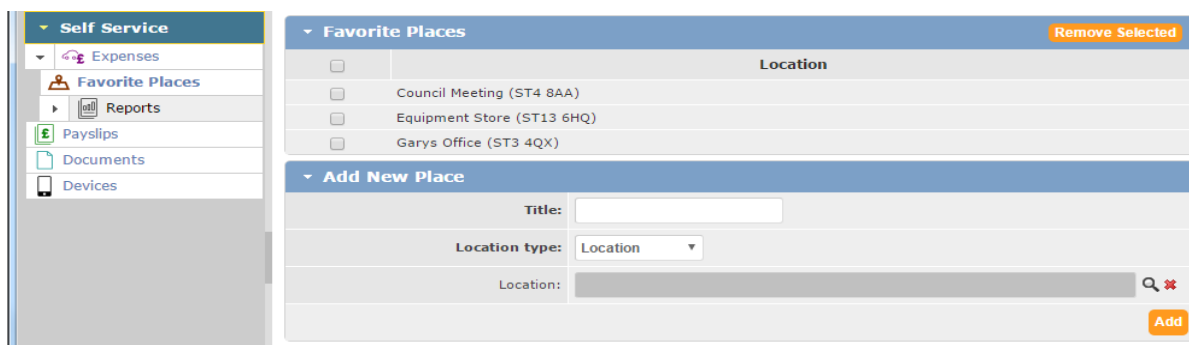 Self Service
Expenses
Favorite Places
Reports
Payslips
Documents
Devices
Favorite Places
Remove Selected
Location
Council Meeting (ST4 8AA)
Equipment Store (ST13 6HQ)
Garys Office (ST3 4QX)
Add New Place
Title:
Location type: Location
Location:
Add